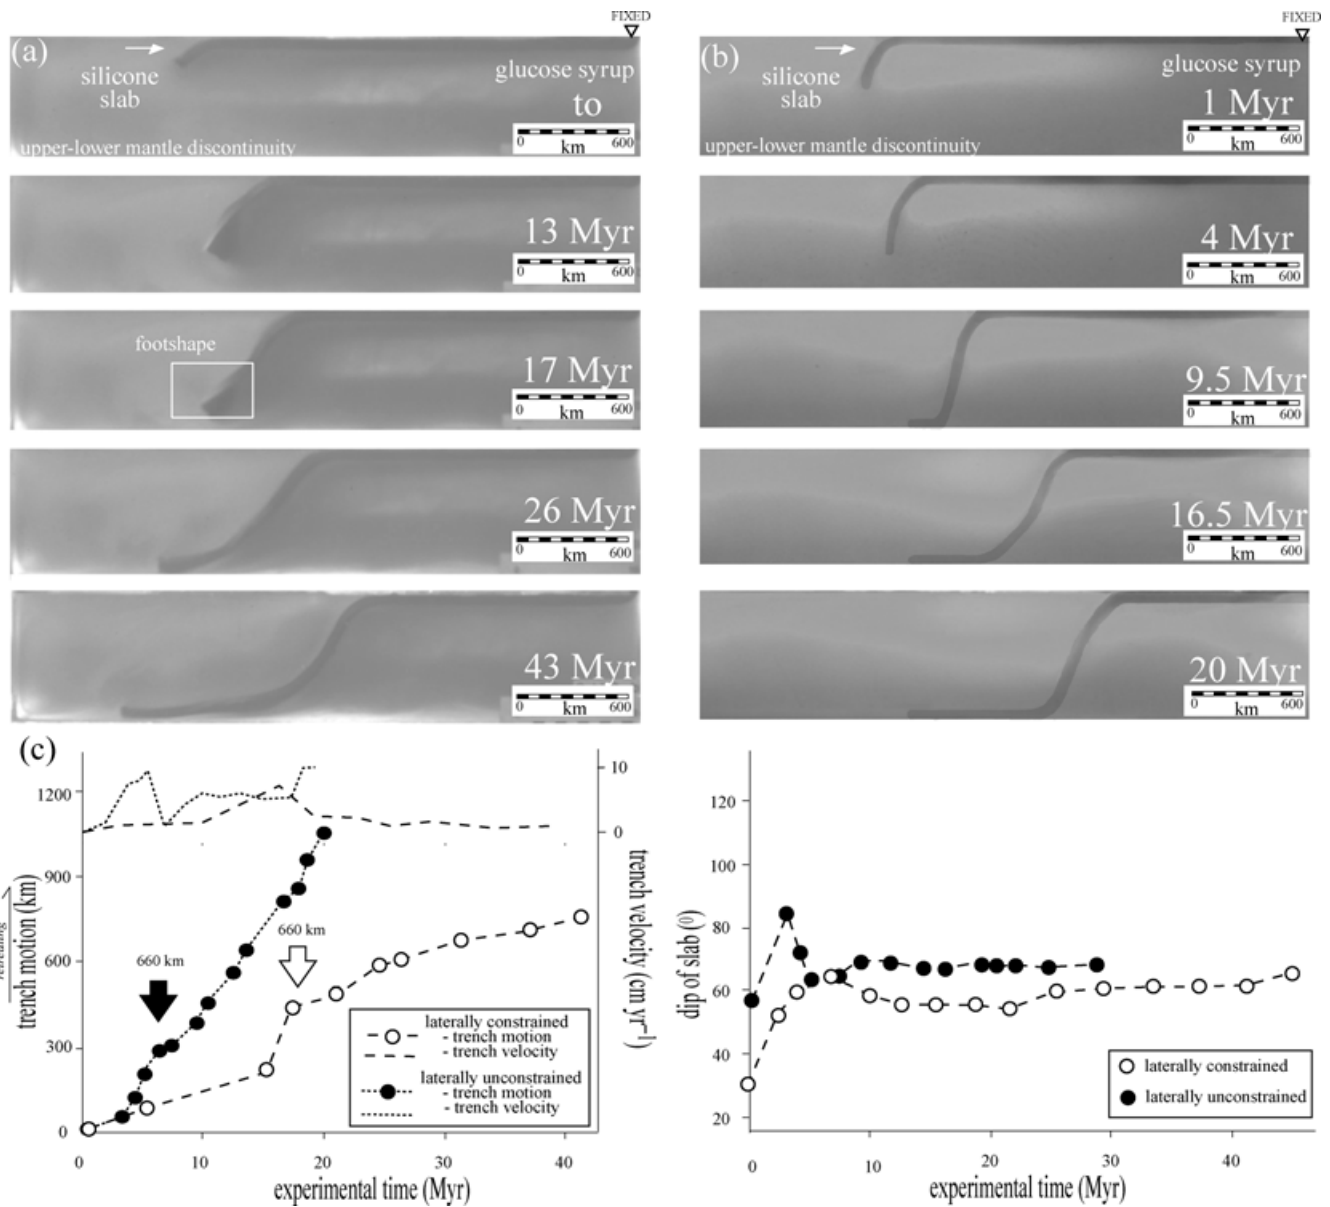 FIXED
(a)
silicone
slab
glucose syrup
to
0 600
km
upper-lower mantle discontinuity
13 Myr
0 600
km
footshape
17 Myr
0 600
km
26 Myr
0 600
km
43 Myr
0 600
km
FIXED
(b)
silicone
slab
glucose syrup
1 Myr
0 600
km
upper-lower mantle discontinuity
4 Myr
0 600
km
9.5 Myr
0 600
km
16.5 Myr
0 600
km
20 Myr
0 600
km
(c)
1200
900
600
300
0
trench motion (km)
10
0
trench velocity (cm yr⁻¹)
660 km
660 km
laterally constrained
- trench motion
- trench velocity
laterally unconstrained
- trench motion
- trench velocity
0 10 20 30 40
experimental time (Myr)
120
100
80
60
40
20
dip of slab (⁰)
laterally constrained
laterally unconstrained
0 10 20 30 40
experimental time (Myr)